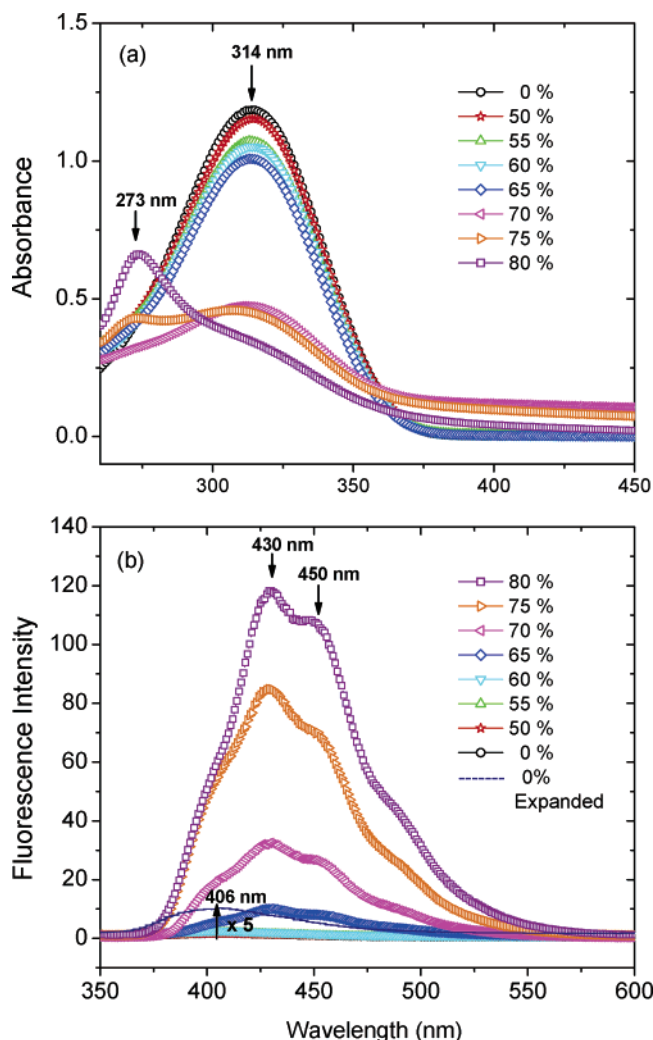 (a)
314 nm
273 nm
0 %
50 %
55 %
60 %
65 %
70 %
75 %
80 %
1.5
1.0
0.5
0.0
Absorbance
300 350 400 450
(b)
430 nm
450 nm
80 %
75 %
70 %
65 %
60 %
55 %
50 %
0 %
0%
Expanded
406 nm
x 5
140
120
100
80
60
40
20
10
0
Fluorescence Intensity
350 400 450 500 550 600
Wavelength (nm)